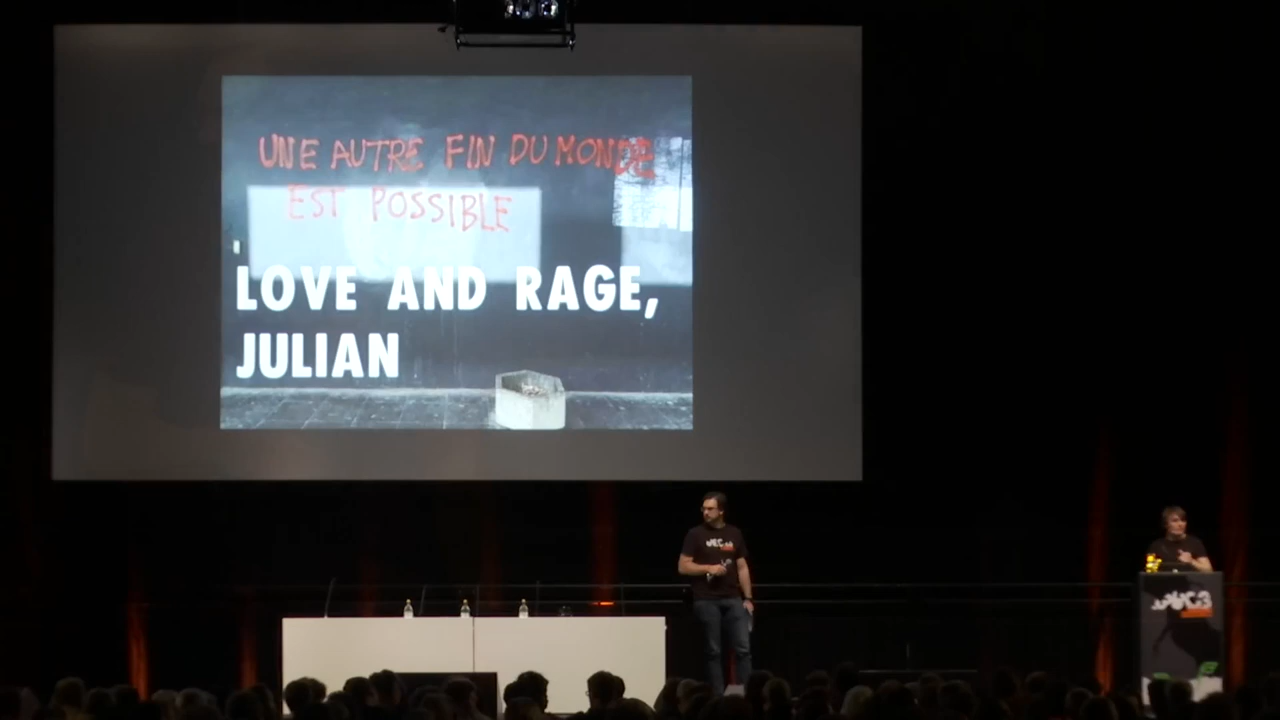 UNE AUTRE FIN DU MONDE
EST POSSIBLE
LOVE AND RAGE,
JULIAN